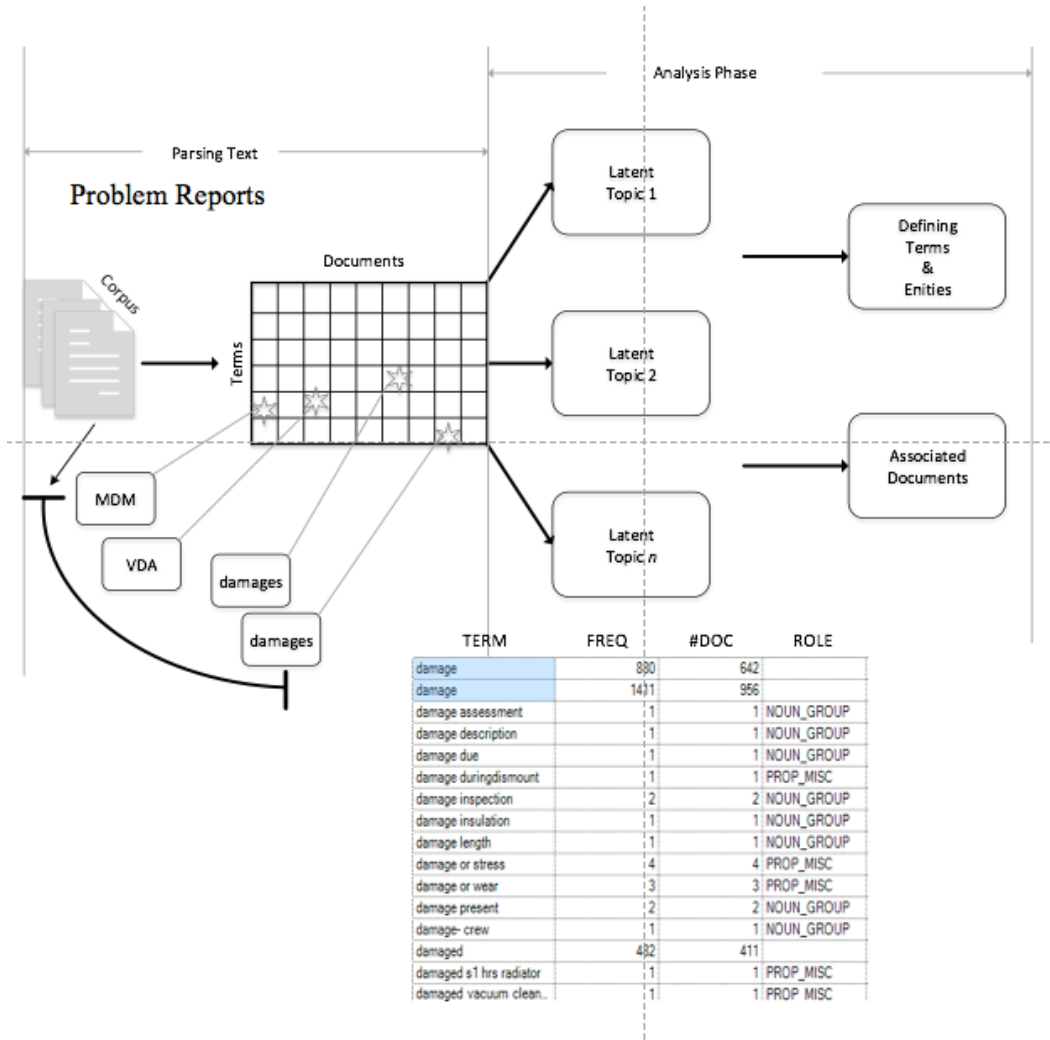 Analysis Phase
Parsing Text
Problem Reports
Corpus
Documents
Terms
Latent
Topic 1
Latent
Topic 2
Latent
Topic n
Defining
Terms
&
Enities
Associated
Documents
MDM
VDA
damages
damages
TERM FREQ #DOC ROLE
damage 880 642
damage 1411 956
damage assessment 1 1 NOUN_GROUP
damage description 1 1 NOUN_GROUP
damage due 1 1 NOUN_GROUP
damage duringdismount 1 1 PROP_MISC
damage inspection 2 2 NOUN_GROUP
damage insulation 1 1 NOUN_GROUP
damage length 1 1 NOUN_GROUP
damage or stress 4 4 PROP_MISC
damage or wear 3 3 PROP_MISC
damage present 2 2 NOUN_GROUP
damage- crew 1 1 NOUN_GROUP
damaged 482 411
damaged s1 hrs radiator 1 1 PROP_MISC
damaged vacuum clean... 1 1 PROP MISC